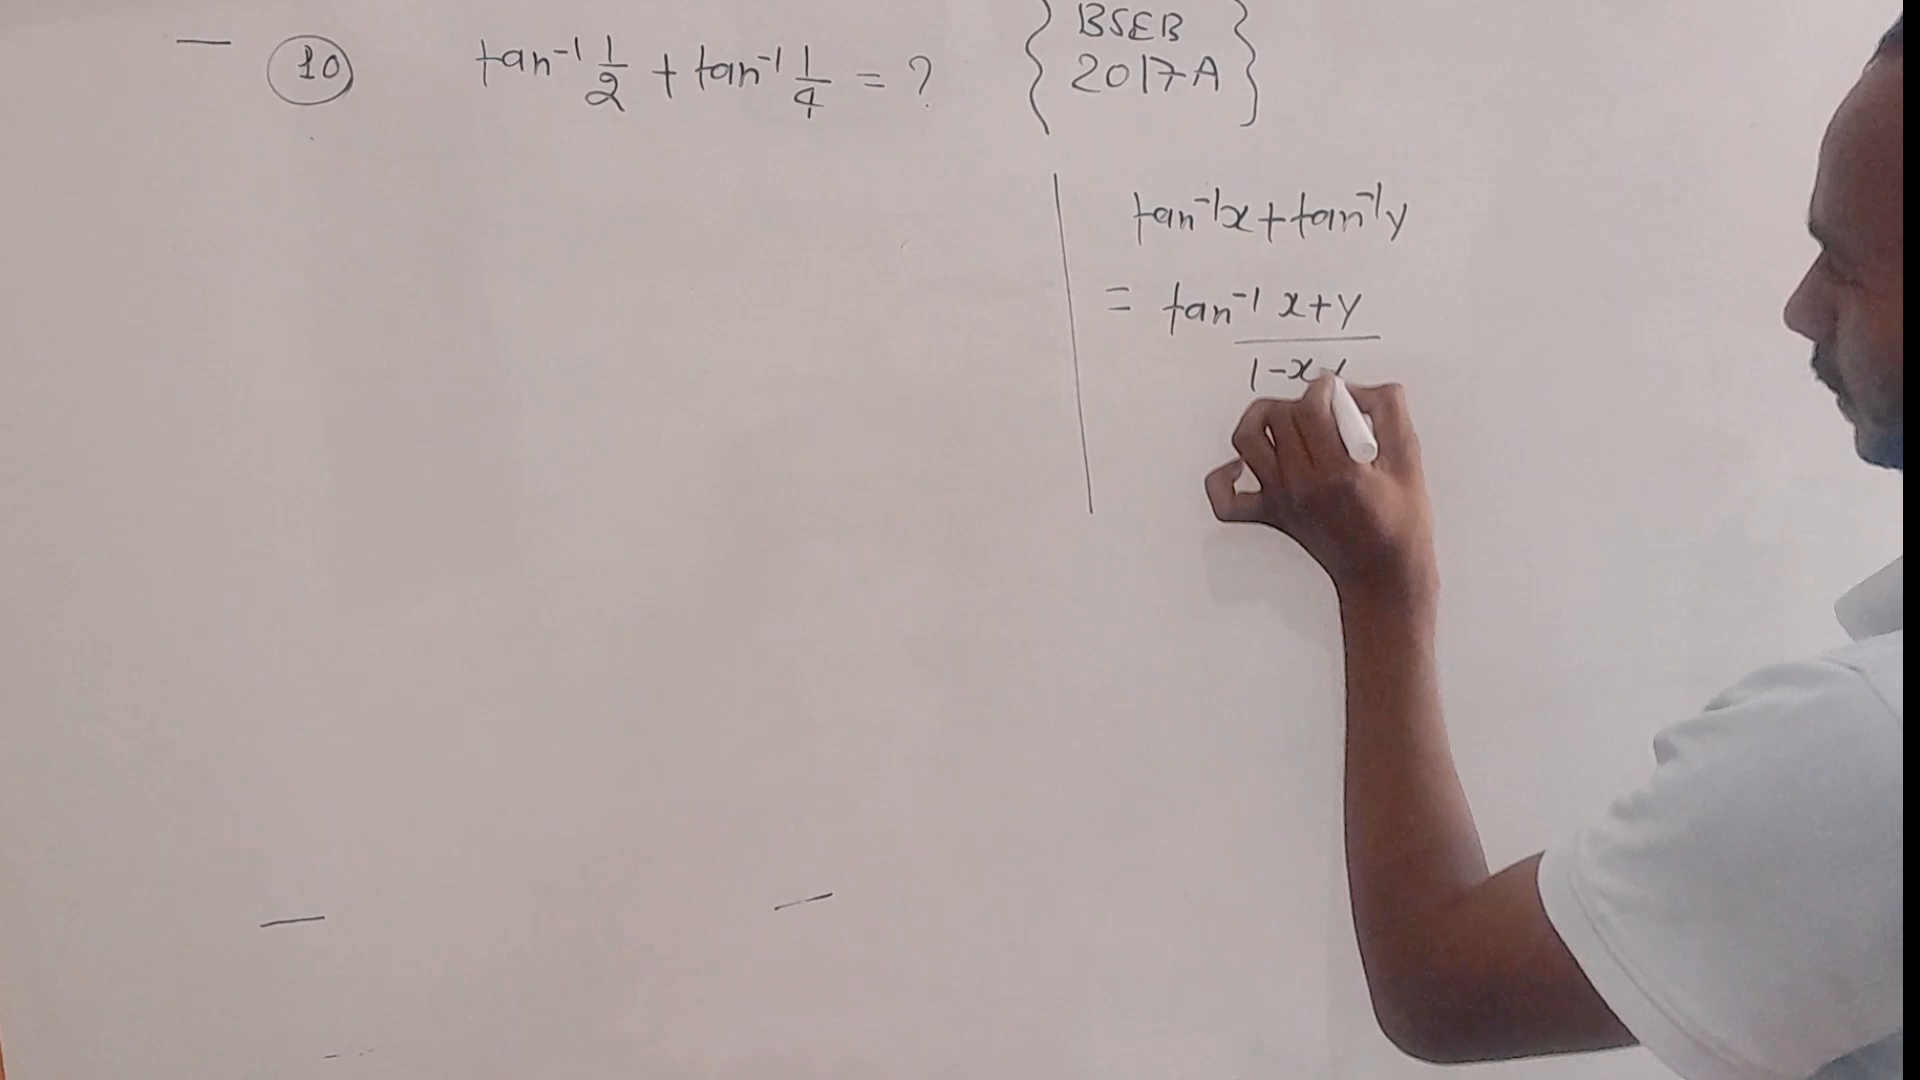 10 tan⁻¹ 1/2 + tan⁻¹ 1/4 = ? { BSEB 2017A }
tan⁻¹x + tan⁻¹y
= tan⁻¹ x+y
1-x